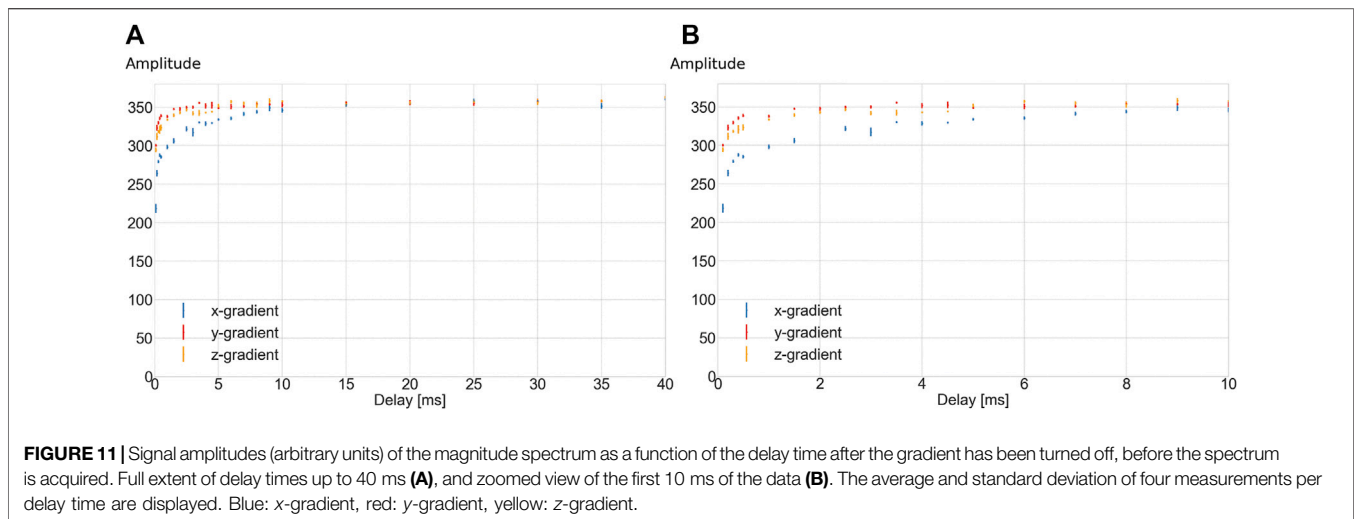 A
Amplitude
350
300
250
200
150
100
50
0
x-gradient
y-gradient
z-gradient
0 5 10 15 20 25 30 35 40
Delay [ms]
B
Amplitude
350
300
250
200
150
100
50
0
x-gradient
y-gradient
z-gradient
0 2 4 6 8 10
Delay [ms]
FIGURE 11 | Signal amplitudes (arbitrary units) of the magnitude spectrum as a function of the delay time after the gradient has been turned off, before the spectrum
is acquired. Full extent of delay times up to 40 ms (A), and zoomed view of the first 10 ms of the data (B). The average and standard deviation of four measurements per
delay time are displayed. Blue: x-gradient, red: y-gradient, yellow: z-gradient.